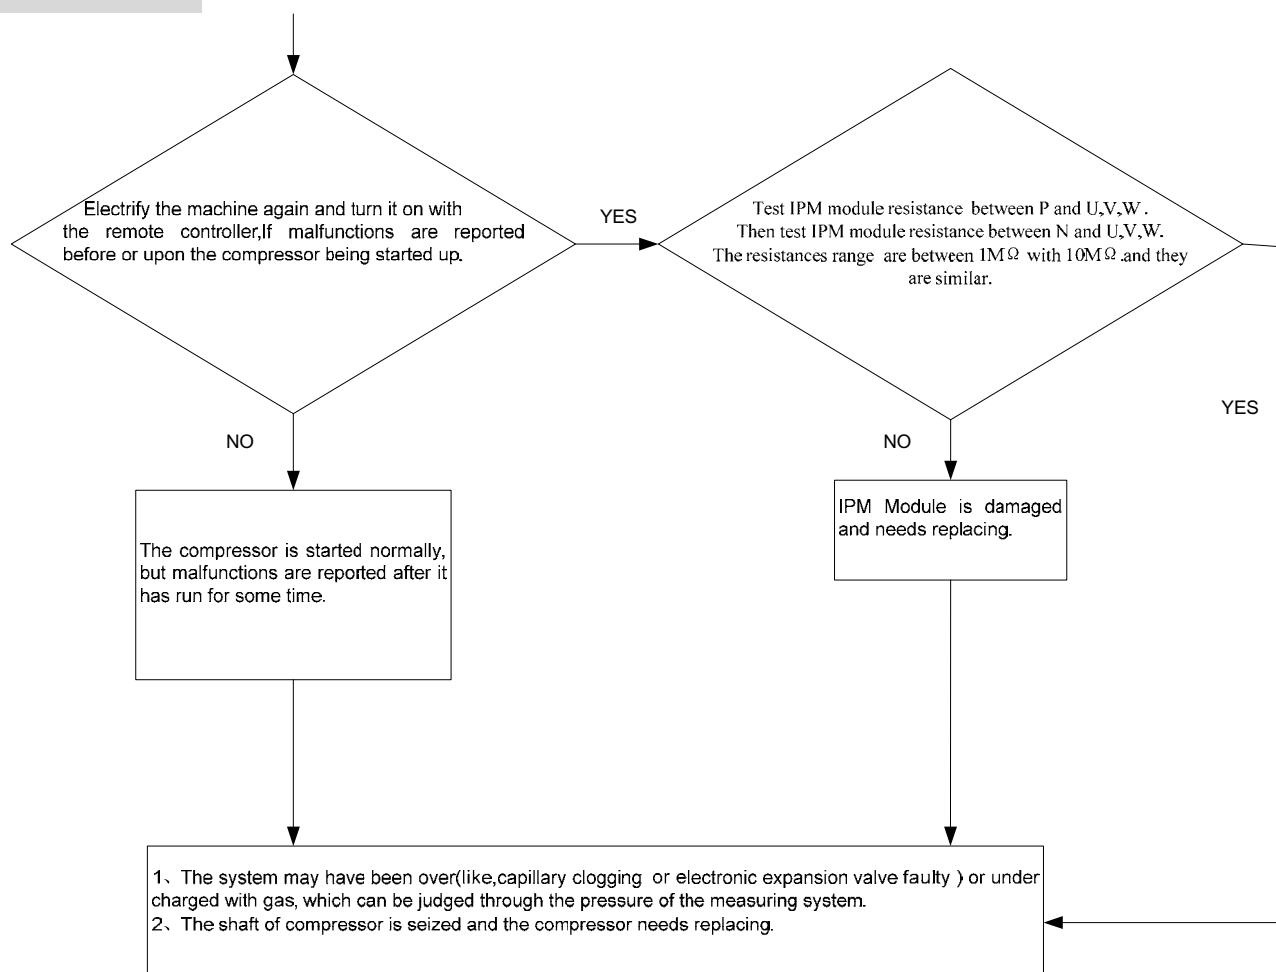 Electrify the machine again and turn it on with
the remote controller,If malfunctions are reported
before or upon the compressor being started up.
YES
Test IPM module resistance between P and U,V,W .
Then test IPM module resistance between N and U,V,W.
The resistances range are between 1MΩ with 10MΩ .and they
are similar.
YES
NO
NO
The compressor is started normally,
but malfunctions are reported after it
has run for some time.
IPM Module is damaged
and needs replacing.
1、The system may have been over(like,capillary clogging or electronic expansion valve faulty ) or under
charged with gas, which can be judged through the pressure of the measuring system.
2、The shaft of compressor is seized and the compressor needs replacing.